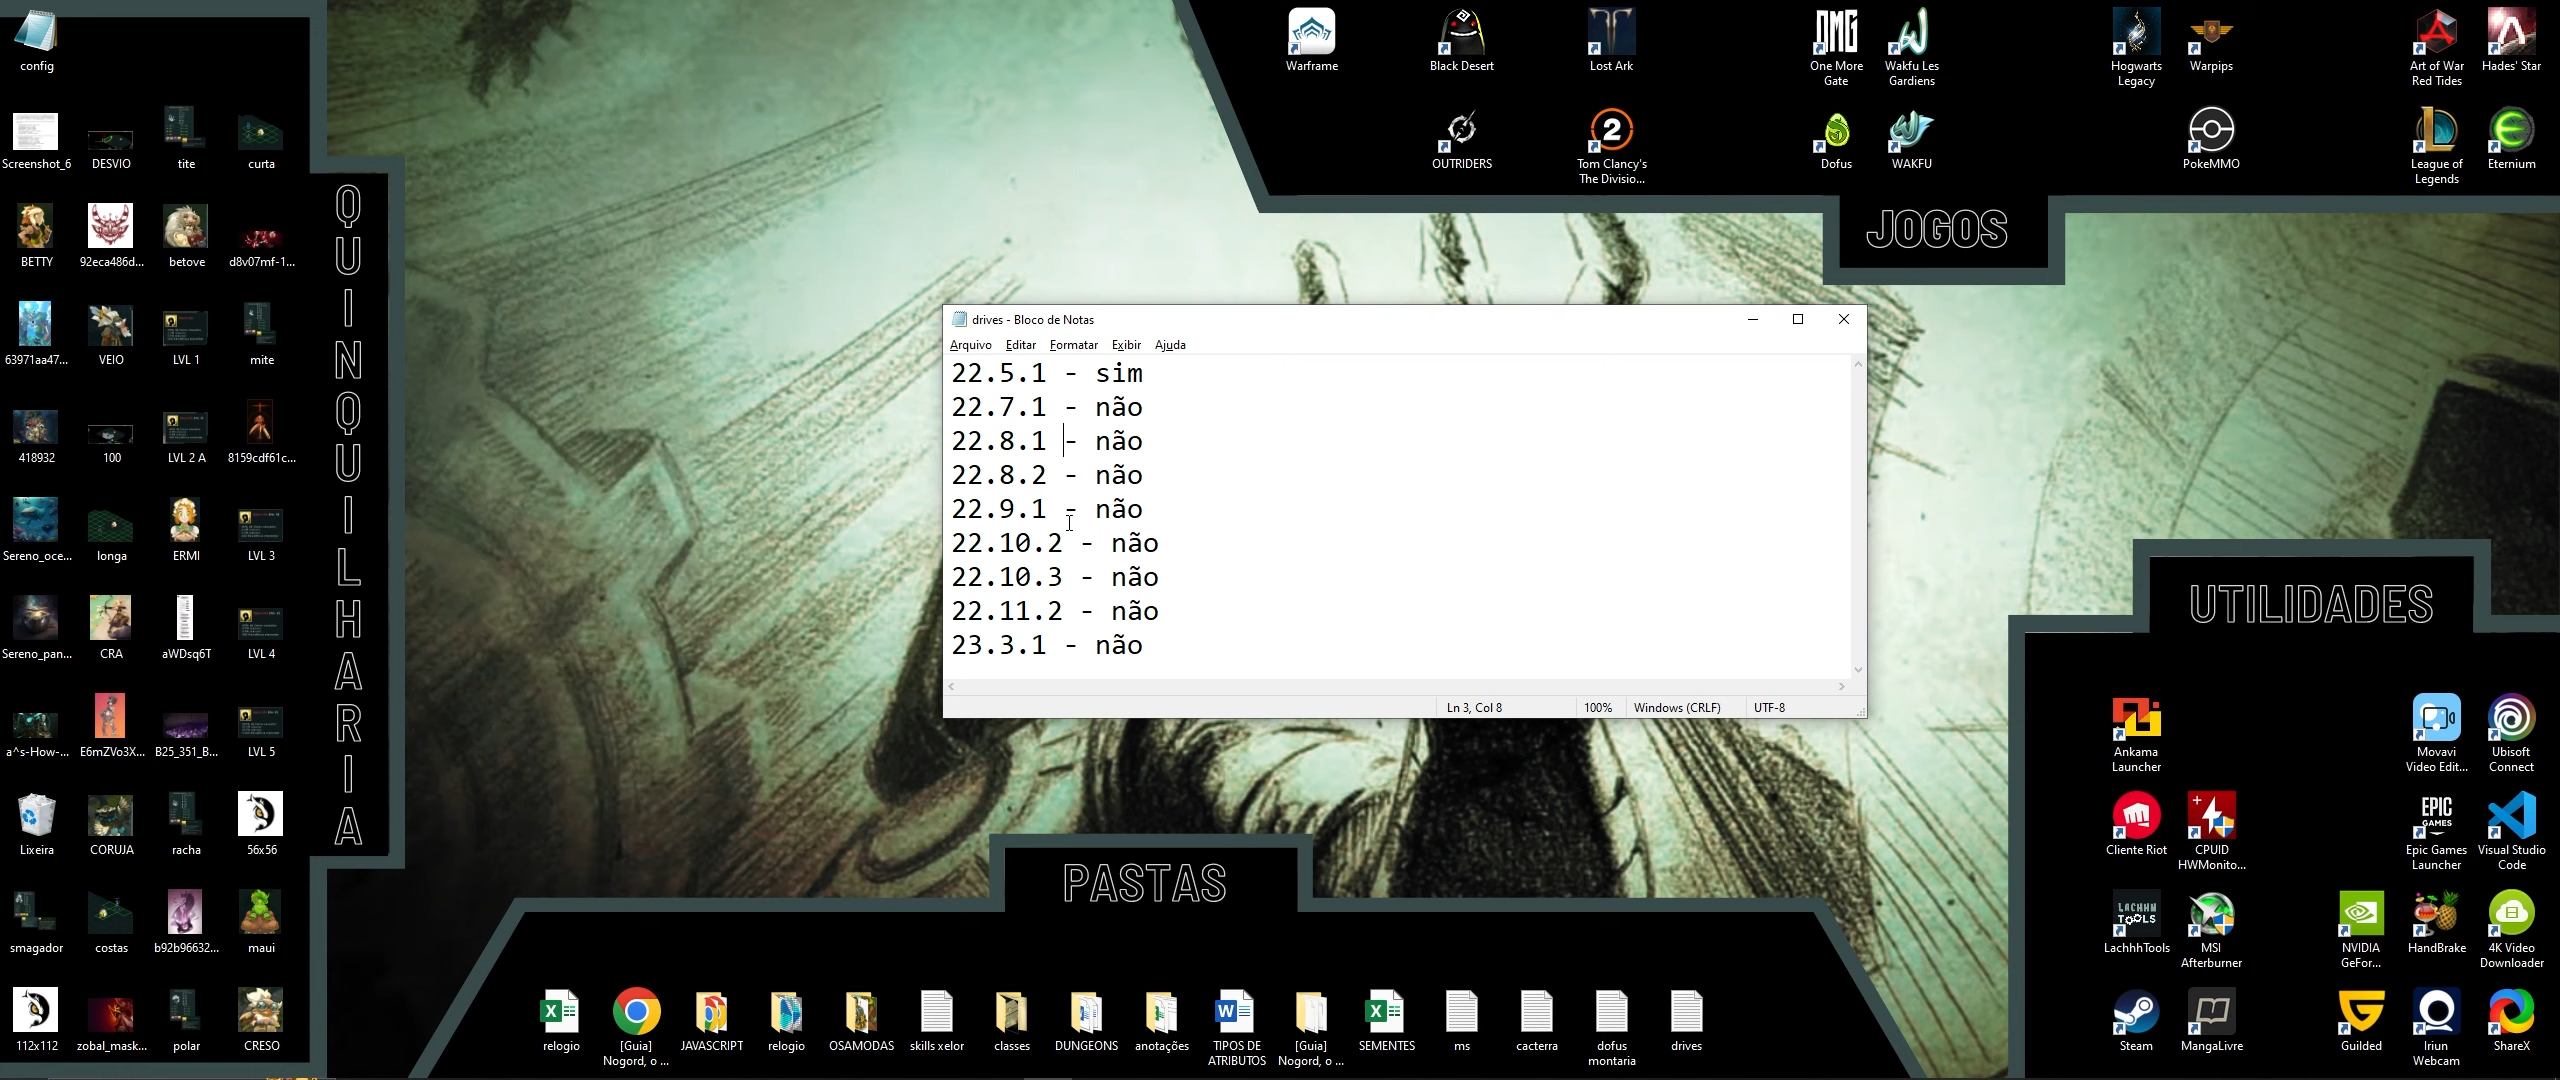 config
Screenshot_6
DESVIO
tite
curta
BETTY
92eca486d...
betove
d8v07mf-1...
63971aa47...
VEIO
LVL 1
mite
418932
100
LVL 2 A
8159cdf61c...
Sereno_oce...
longa
ERMI
LVL 3
Sereno_pan...
CRA
aWDsq6T
LVL 4
a^s-How-...
E6mZVo3X...
B25_351_B...
LVL 5
Lixeira
CORUJA
racha
56x56
smagador
costas
b92b96632...
maui
112x112
zobal_mask...
polar
CRESO
QUINQUILHARIA
Warframe
Black Desert
Lost Ark
OMG
One More
Gate
Wakfu Les
Gardiens
Hogwarts
Legacy
Warpips
Art of War
Red Tides
Hades' Star
OUTRIDERS
2
Tom Clancy's
The Divisio...
Dofus
WAKFU
PokeMMO
League of
Legends
Eternium
JOGOS
drives - Bloco de Notas
Arquivo Editar Formatar Exibir Ajuda
22.5.1 - sim
22.7.1 - não
22.8.1 - não
22.8.2 - não
22.9.1 - não
22.10.2 - não
22.10.3 - não
22.11.2 - não
23.3.1 - não
Ln 3, Col 8
100%
Windows (CRLF)
UTF-8
UTILIDADES
Ankama
Launcher
Movavi
Video Edit...
Ubisoft
Connect
Cliente Riot
CPUID
HWMonito...
EPIC
GAMES
Epic Games
Launcher
Visual Studio
Code
LACHHH
TOOLS
LachhhTools
MSI
Afterburner
NVIDIA
GeFor...
HandBrake
4K Video
Downloader
Steam
MangaLivre
Guilded
Iriun
Webcam
ShareX
PASTAS
relogio
[Guia]
Nogord, o ...
JAVASCRIPT
relogio
OSAMODAS
skills xelor
classes
DUNGEONS
anotações
TIPOS DE
ATRIBUTOS
[Guia]
Nogord, o ...
SEMENTES
ms
cacterra
dofus
montaria
drives